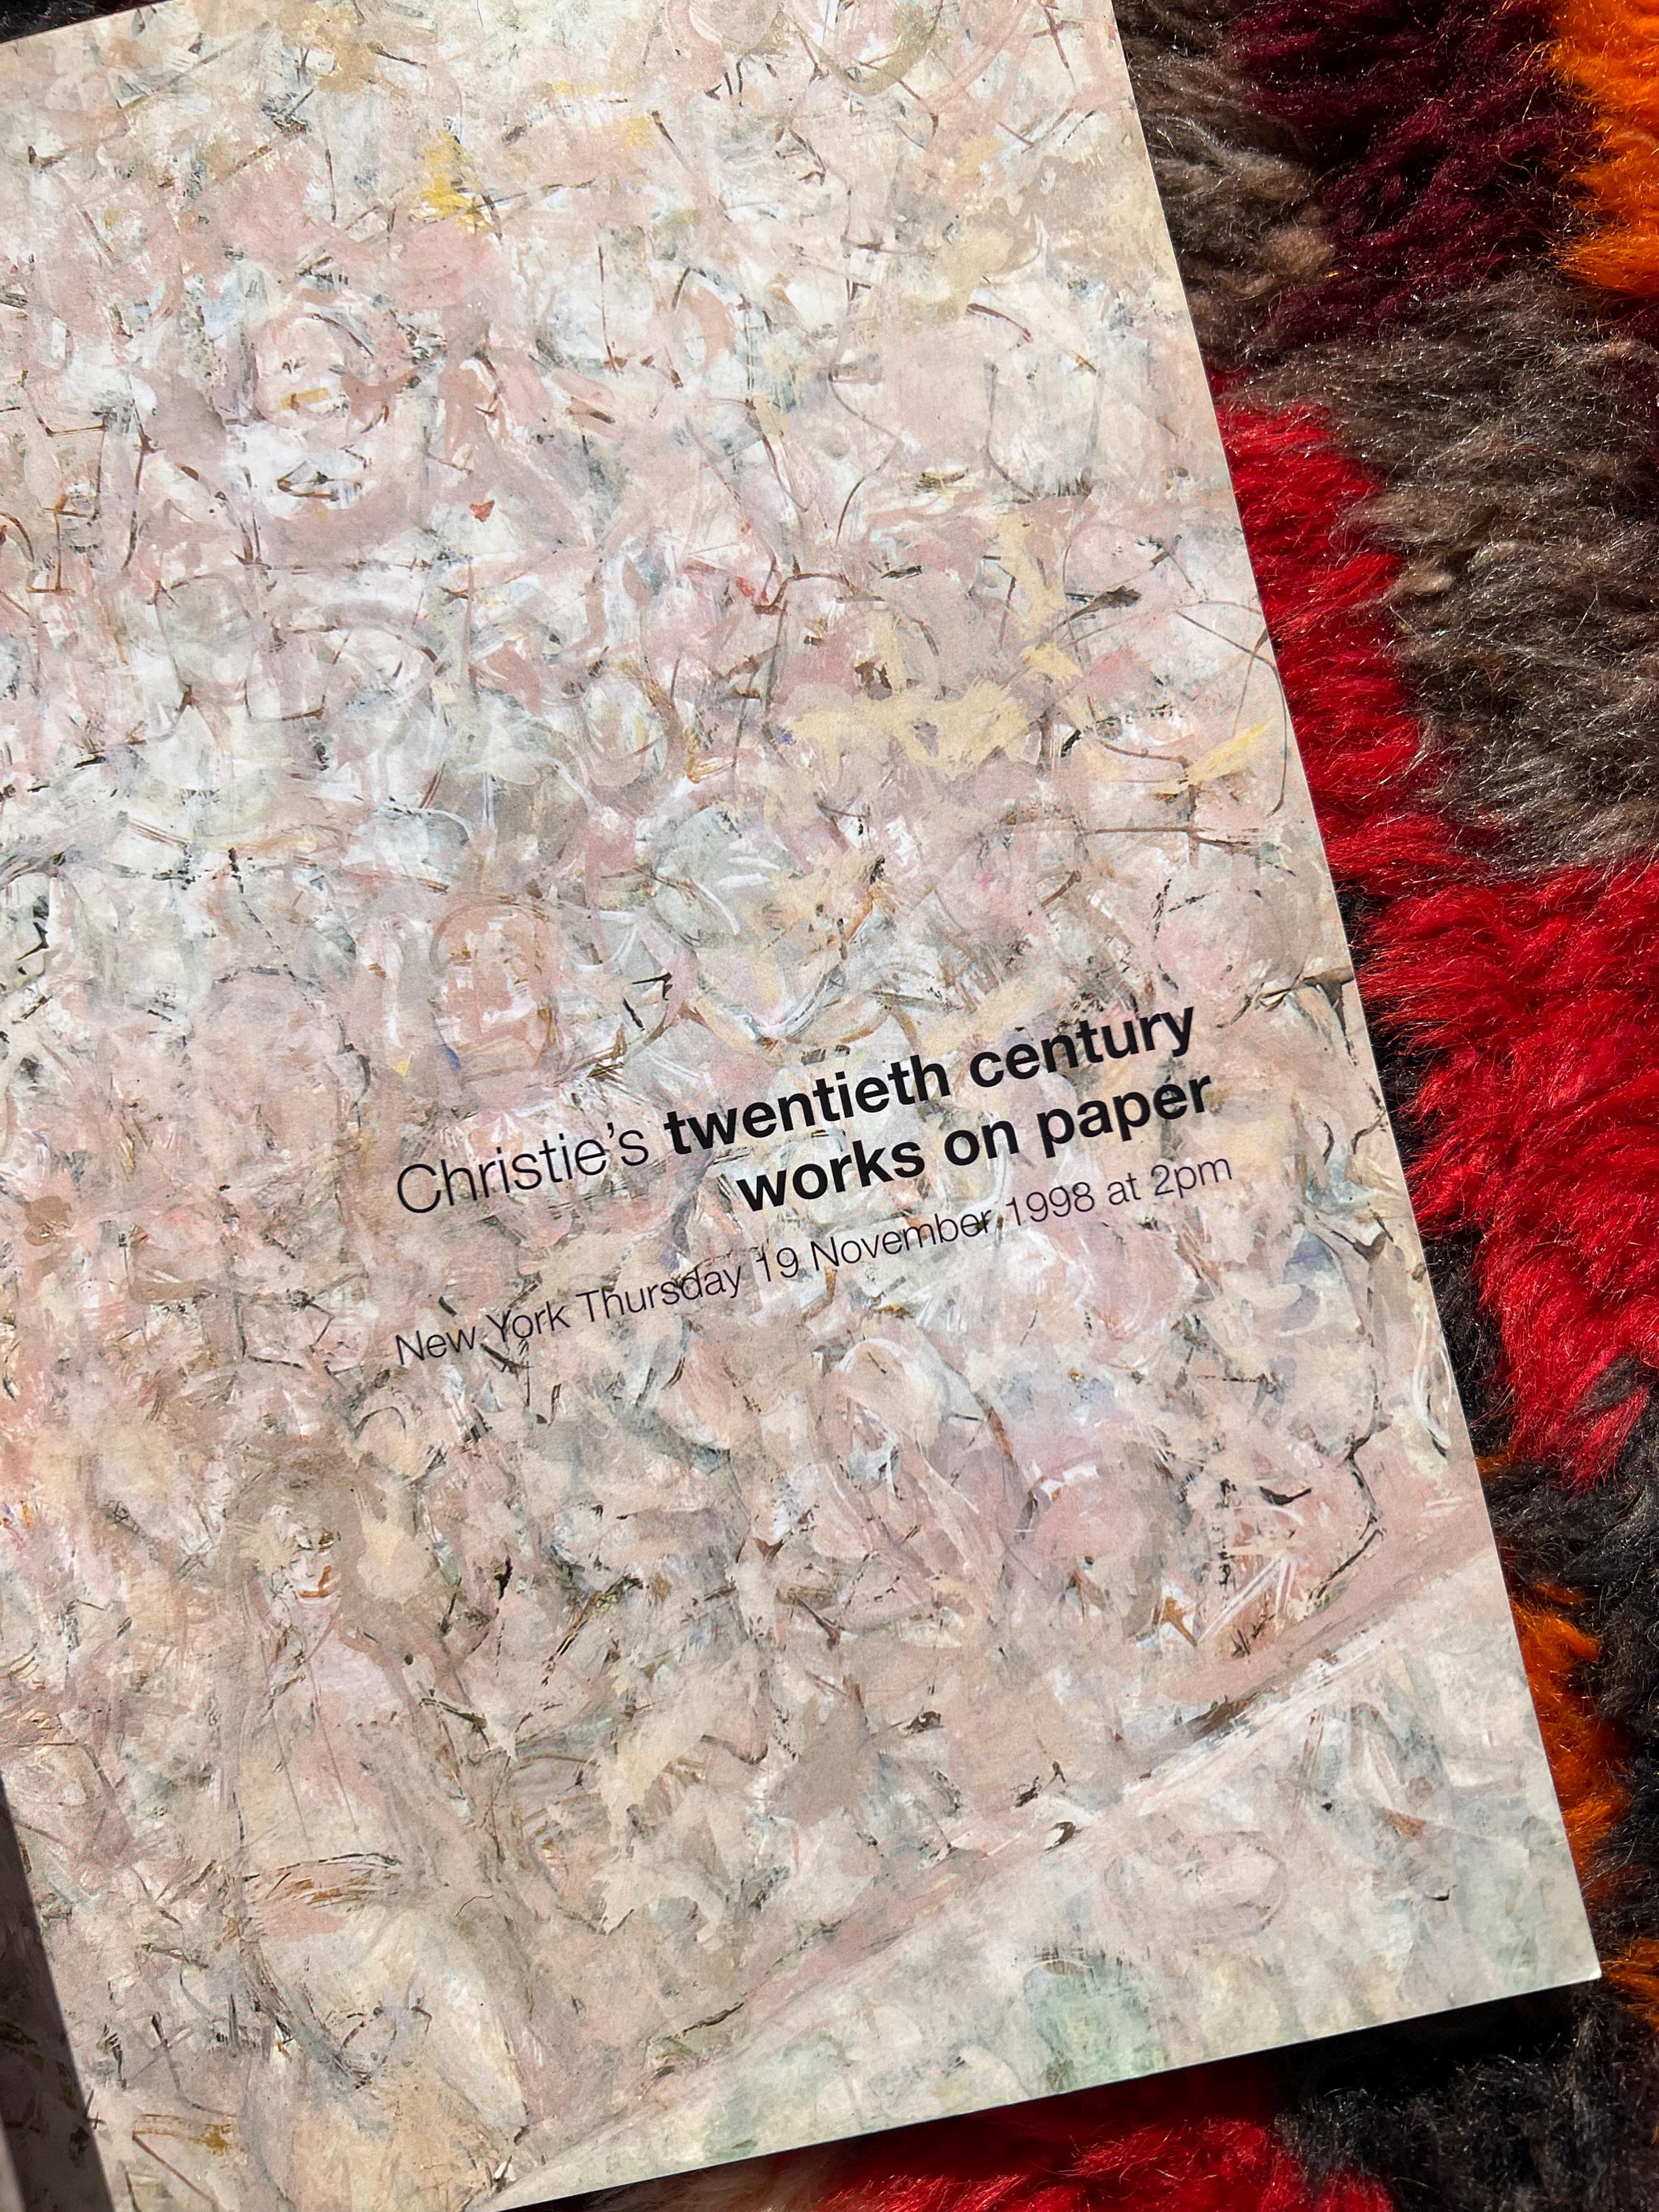 Christie’s twentieth century
works on paper
New York Thursday 19 November 1998 at 2pm